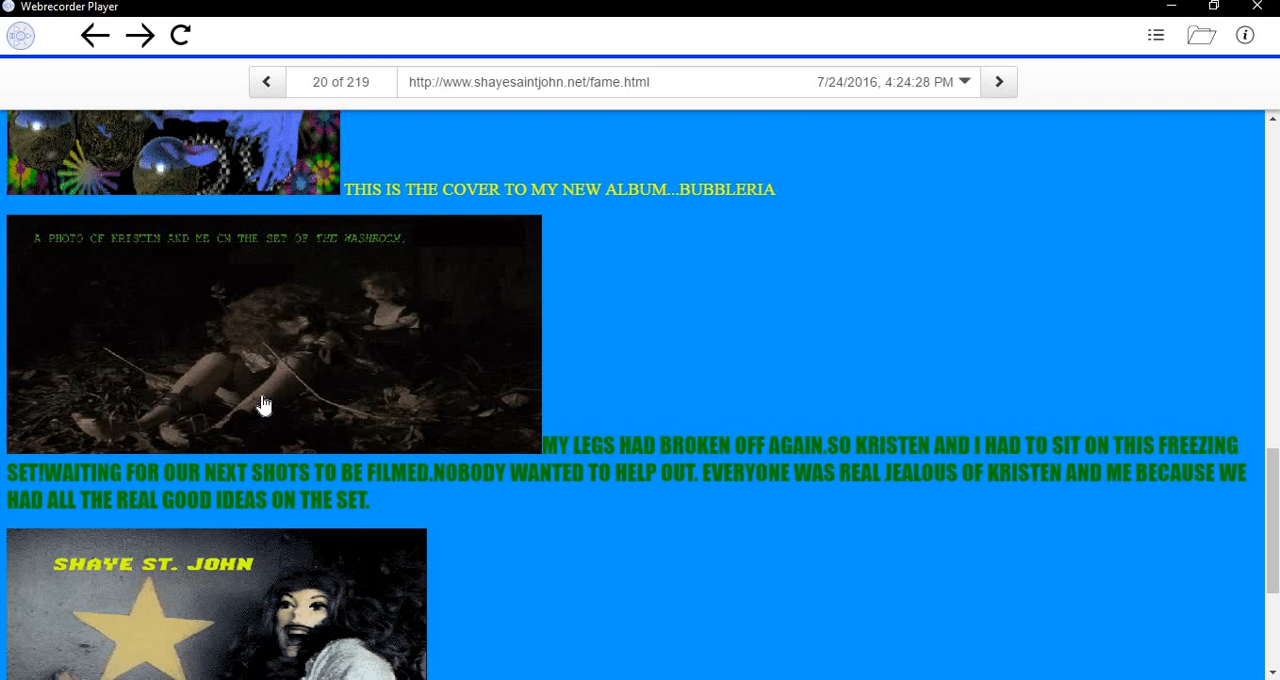 Webrecorder Player
20 of 219
http://www.shayesaintjohn.net/fame.html
7/24/2016, 4:24:28 PM
THIS IS THE COVER TO MY NEW ALBUM...BUBBLERIA
A PHOTO OF KRISTEN AND ME ON THE SET OF THE WASHROOM.
MY LEGS HAD BROKEN OFF AGAIN.SO KRISTEN AND I HAD TO SIT ON THIS FREEZING
SET!WAITING FOR OUR NEXT SHOTS TO BE FILMED.NOBODY WANTED TO HELP OUT. EVERYONE WAS REAL JEALOUS OF KRISTEN AND ME BECAUSE WE
HAD ALL THE REAL GOOD IDEAS ON THE SET.
SHAYE ST. JOHN